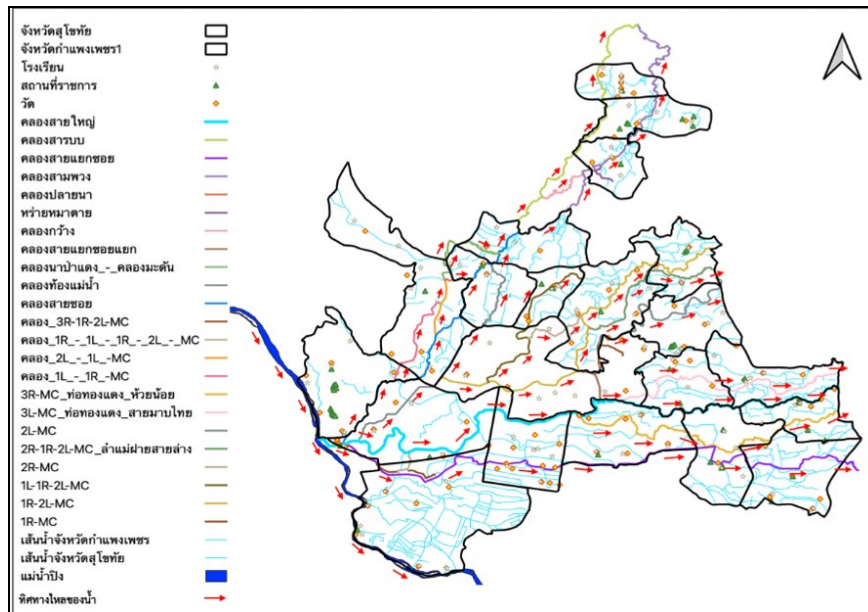 จังหวัดสุโขทัย
จังหวัดกำแพงเพชร1
โรงเรียน
สถานที่ราชการ
วัด
คลองสายใหญ่
คลองสารบบ
คลองสายแยกซอย
คลองสามพวง
คลองปลายนา
หร่ายหมาตาย
คลองกว้าง
คลองสายแยกซอยแยก
คลองนาป่าแดง_-_คลองมะดัน
คลองท้องแม่น้ำ
คลองสายซอย
คลอง_3R-1R-2L-MC
คลอง_1R_-_1L_-_1R_-_2L_-_MC
คลอง_2L_-_1L_-MC
คลอง_1L_-_1R_-MC
3R-MC_ท่อทองแดง_ห้วยน้อย
3L-MC_ท่อทองแดง_สายมาบไทย
2L-MC
2R-1R-2L-MC_ลำแม่ฝายสายล่าง
2R-MC
1L-1R-2L-MC
1R-2L-MC
1R-MC
เส้นน้ำจังหวัดกำแพงเพชร
เส้นน้ำจังหวัดสุโขทัย
แม่น้ำปิง
ทิศทางไหลของน้ำ